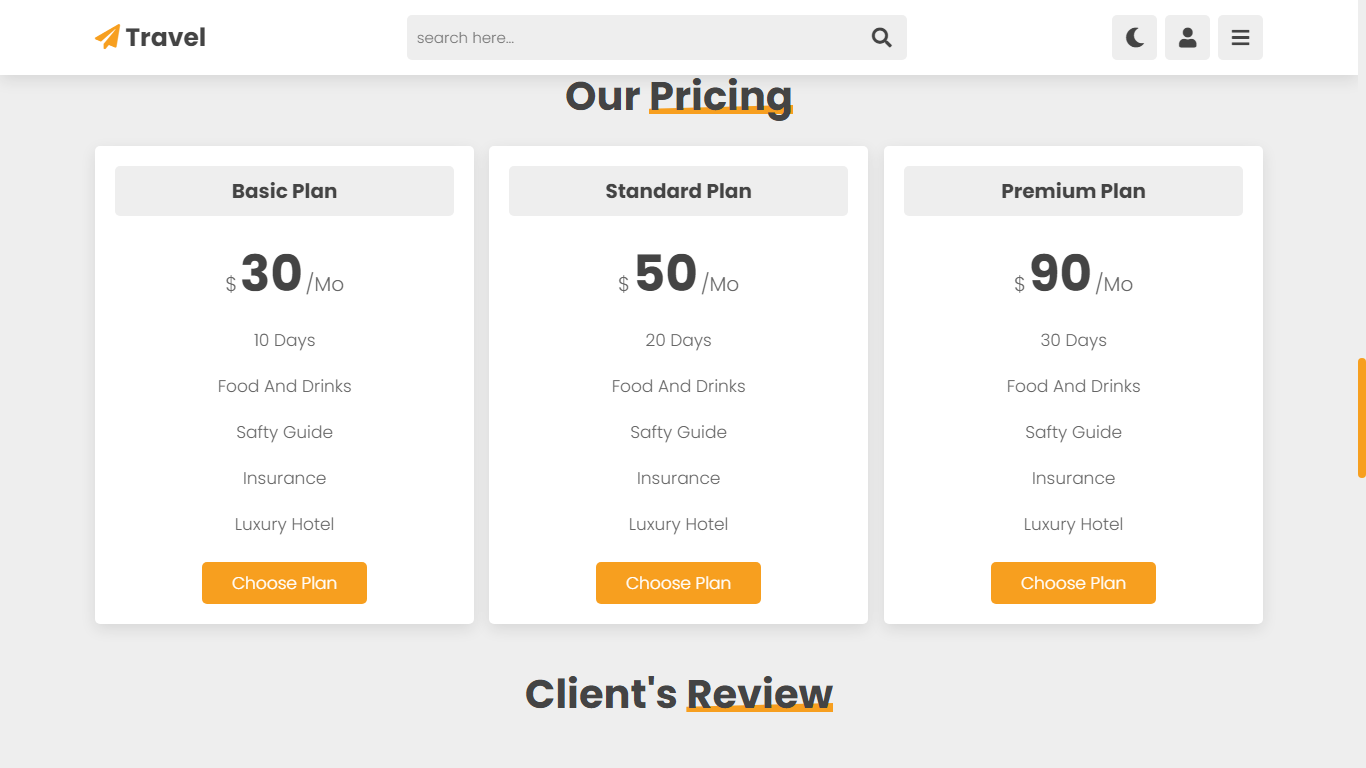 Travel
search here...
Our Pricing
Basic Plan
$ 30 /Mo
10 Days
Food And Drinks
Safty Guide
Insurance
Luxury Hotel
Choose Plan
Standard Plan
$ 50 /Mo
20 Days
Food And Drinks
Safty Guide
Insurance
Luxury Hotel
Choose Plan
Premium Plan
$ 90 /Mo
30 Days
Food And Drinks
Safty Guide
Insurance
Luxury Hotel
Choose Plan
Client's Review